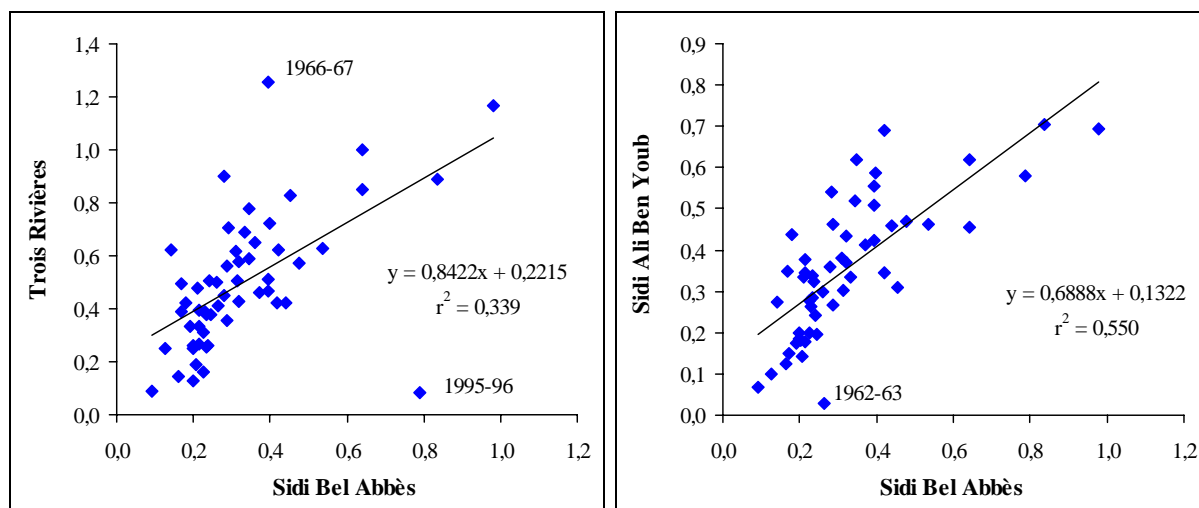 1,4
1,2
1,0
0,8
0,6
0,4
0,2
0,0
Trois Rivières
1966-67
y = 0,8422x + 0,2215
r² = 0,339
1995-96
0,0 0,2 0,4 0,6 0,8 1,0 1,2
Sidi Bel Abbès
0,9
0,8
0,7
0,6
0,5
0,4
0,3
0,2
0,1
0,0
Sidi Ali Ben Youb
y = 0,6888x + 0,1322
r² = 0,550
1962-63
0,0 0,2 0,4 0,6 0,8 1,0 1,2
Sidi Bel Abbès